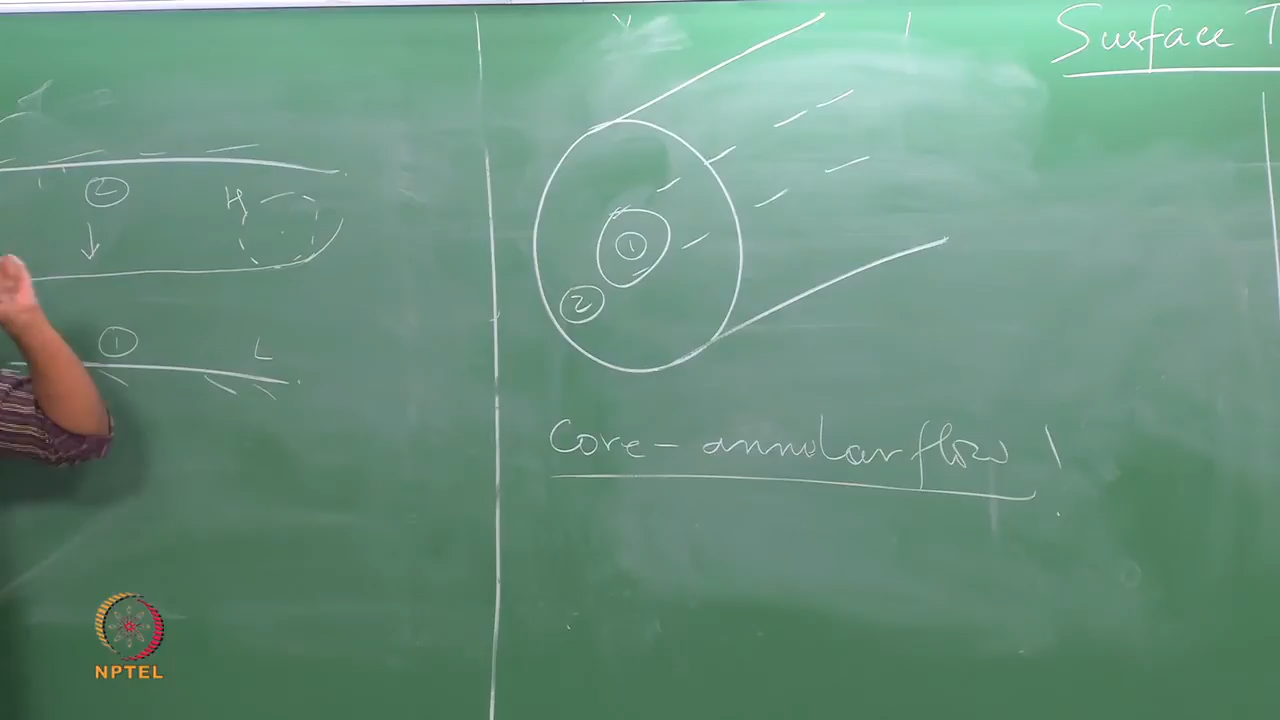 ②
H
①
L
①
②
Core-annular flow!
Surface T
NPTEL